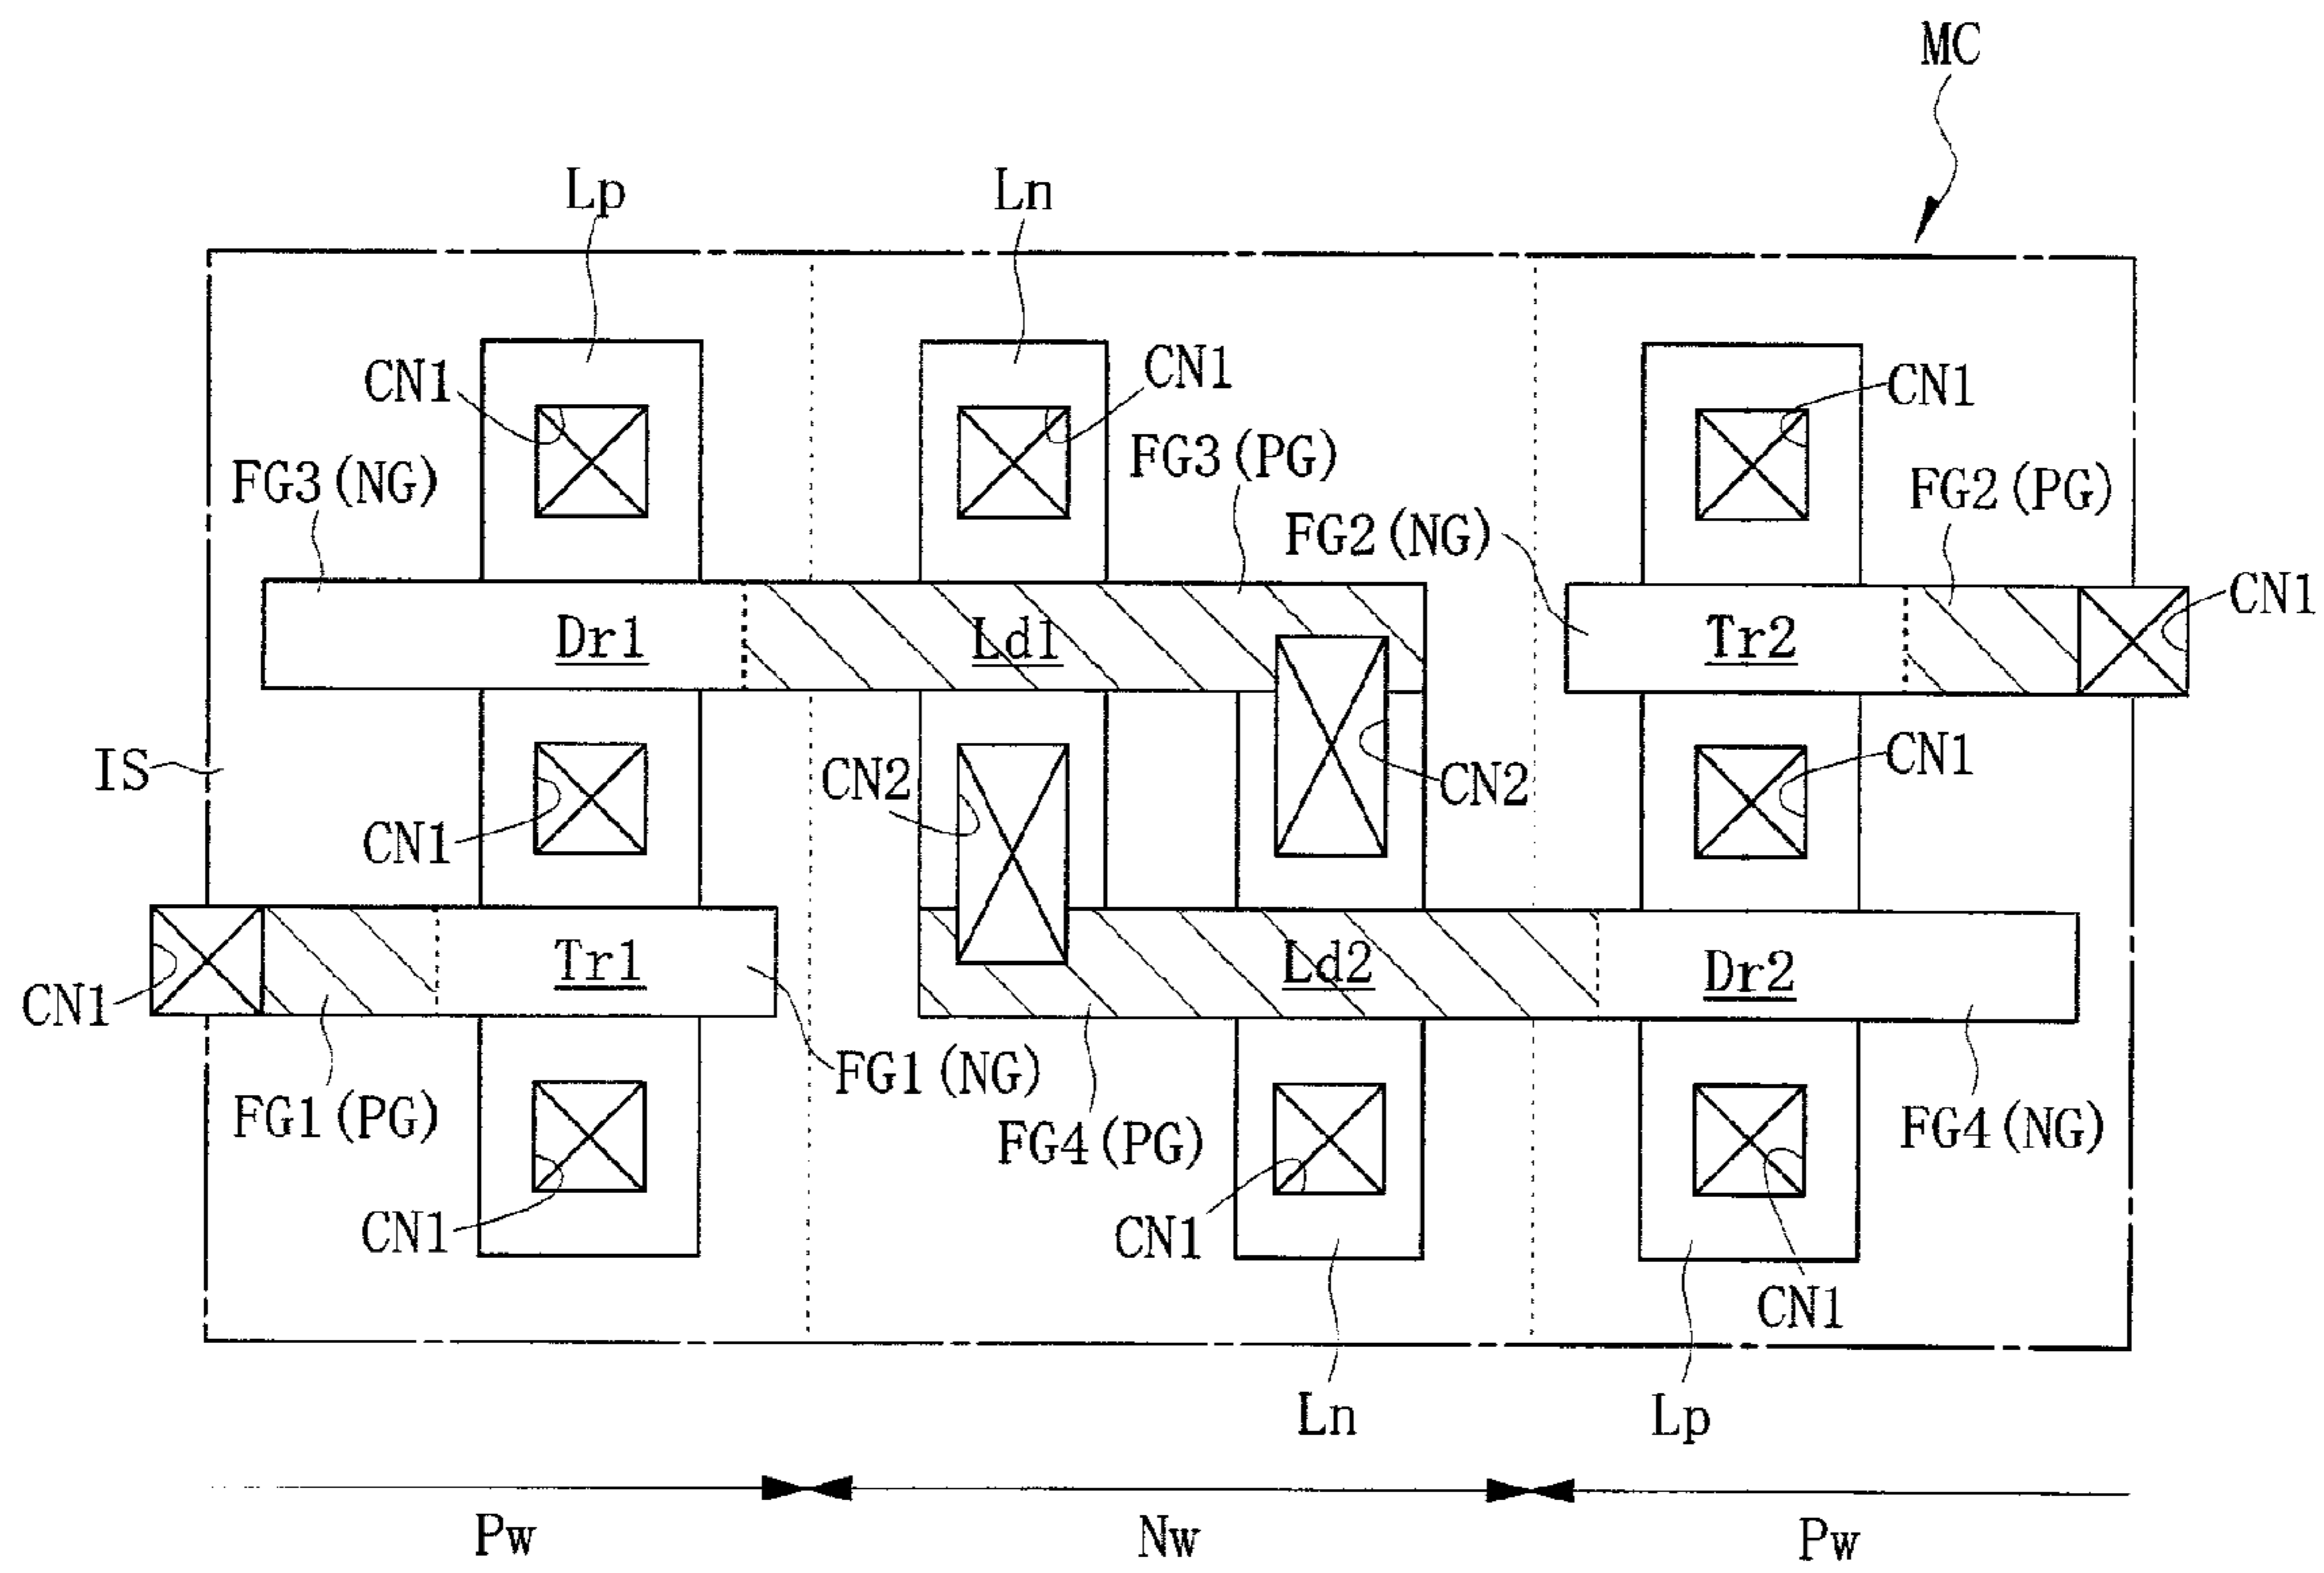 MC
Lp
Ln
CN1
CN1
CN1
FG3(NG)
FG3(PG)
FG2(NG)
FG2(PG)
CN1
Dr1
Ld1
Tr2
IS
CN2
CN2
CN1
CN1
CN1
Tr1
Ld2
Dr2
FG1(PG)
FG1(NG)
FG4(PG)
FG4(NG)
CN1
CN1
CN1
Ln
Lp
Pw
Nw
Pw